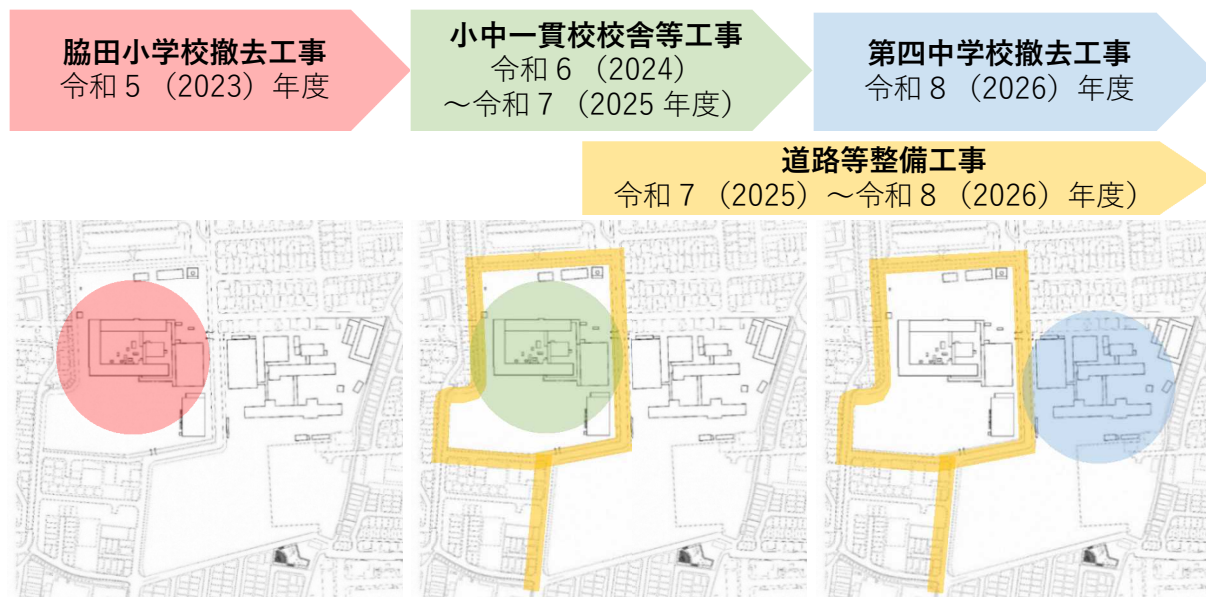 脇田小学校撤去工事
令和５（2023）年度
小中一貫校校舎等工事
令和６（2024）
～令和７（2025 年度）
第四中学校撤去工事
令和８（2026）年度
道路等整備工事
令和７（2025）～令和８（2026）年度）